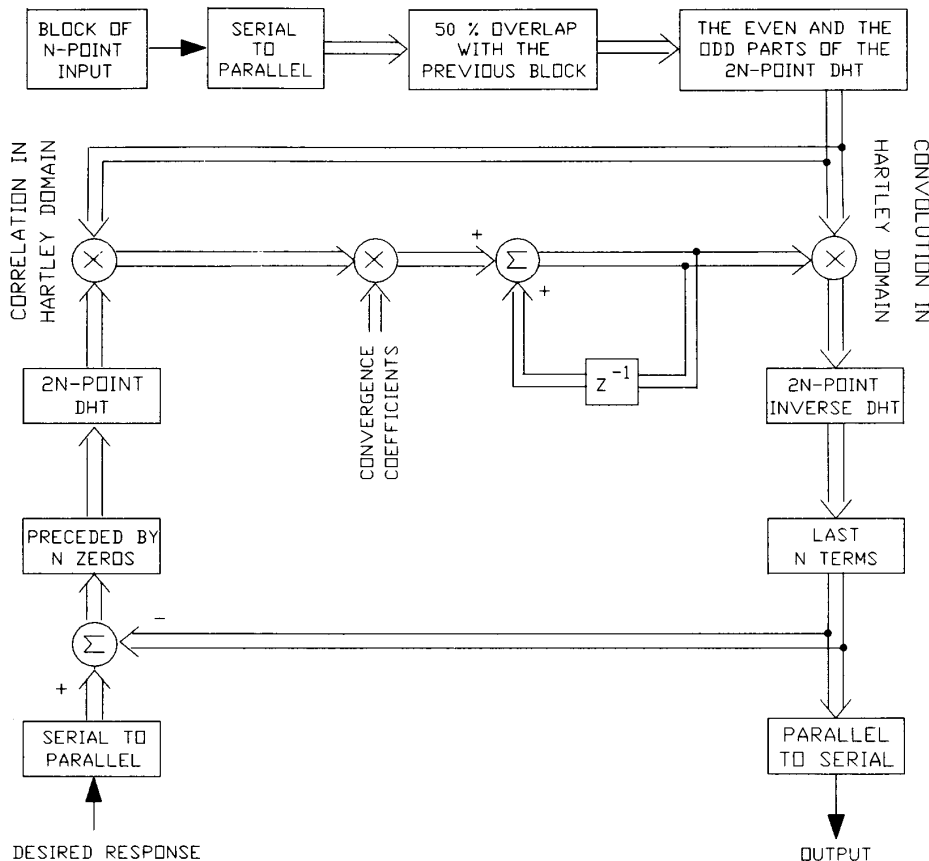 BLOCK OF
N-POINT
INPUT
SERIAL
TO
PARALLEL
50 % OVERLAP
WITH THE
PREVIOUS BLOCK
THE EVEN AND THE
ODD PARTS OF THE
2N-POINT DHT
CORRELATION IN
HARTLEY DOMAIN
CONVOLUTION IN
HARTLEY DOMAIN
×
×
+
Σ
+
×
Z⁻¹
CONVERGENCE
COEFFICIENTS
2N-POINT
DHT
2N-POINT
INVERSE DHT
PRECEDED BY
N ZEROS
LAST
N TERMS
−
Σ
+
SERIAL TO
PARALLEL
PARALLEL
TO SERIAL
DESIRED RESPONSE
OUTPUT